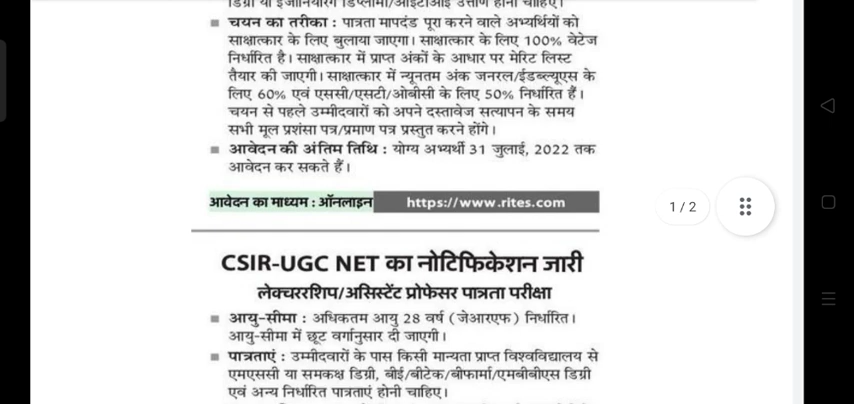 डिग्री या इंजीनियरिंग डिप्लोमा/आईटीआई उत्तीर्ण होना चाहिए।
■ चयन का तरीका : पात्रता मापदंड पूरा करने वाले अभ्यर्थियों को
साक्षात्कार के लिए बुलाया जाएगा। साक्षात्कार के लिए 100% वेटेज
निर्धारित है। साक्षात्कार में प्राप्त अंकों के आधार पर मेरिट लिस्ट
तैयार की जाएगी। साक्षात्कार में न्यूनतम अंक जनरल/ईडब्ल्यूएस के
लिए 60% एवं एससी/एसटी/ओबीसी के लिए 50% निर्धारित हैं।
चयन से पहले उम्मीदवारों को अपने दस्तावेज सत्यापन के समय
सभी मूल प्रशंसा पत्र/प्रमाण पत्र प्रस्तुत करने होंगे।
■ आवेदन की अंतिम तिथि : योग्य अभ्यर्थी 31 जुलाई, 2022 तक
आवेदन कर सकते हैं।
आवेदन का माध्यम : ऑनलाइन https://www.rites.com
1 / 2
CSIR-UGC NET का नोटिफिकेशन जारी
लेक्चररशिप/असिस्टेंट प्रोफेसर पात्रता परीक्षा
■ आयु-सीमा : अधिकतम आयु 28 वर्ष (जेआरएफ) निर्धारित।
आयु-सीमा में छूट वर्गानुसार दी जाएगी।
■ पात्रताएं : उम्मीदवारों के पास किसी मान्यता प्राप्त विश्वविद्यालय से
एमएससी या समकक्ष डिग्री, बीई/बीटेक/बीफार्मा/एमबीबीएस डिग्री
एवं अन्य निर्धारित पात्रताएं होनी चाहिए।